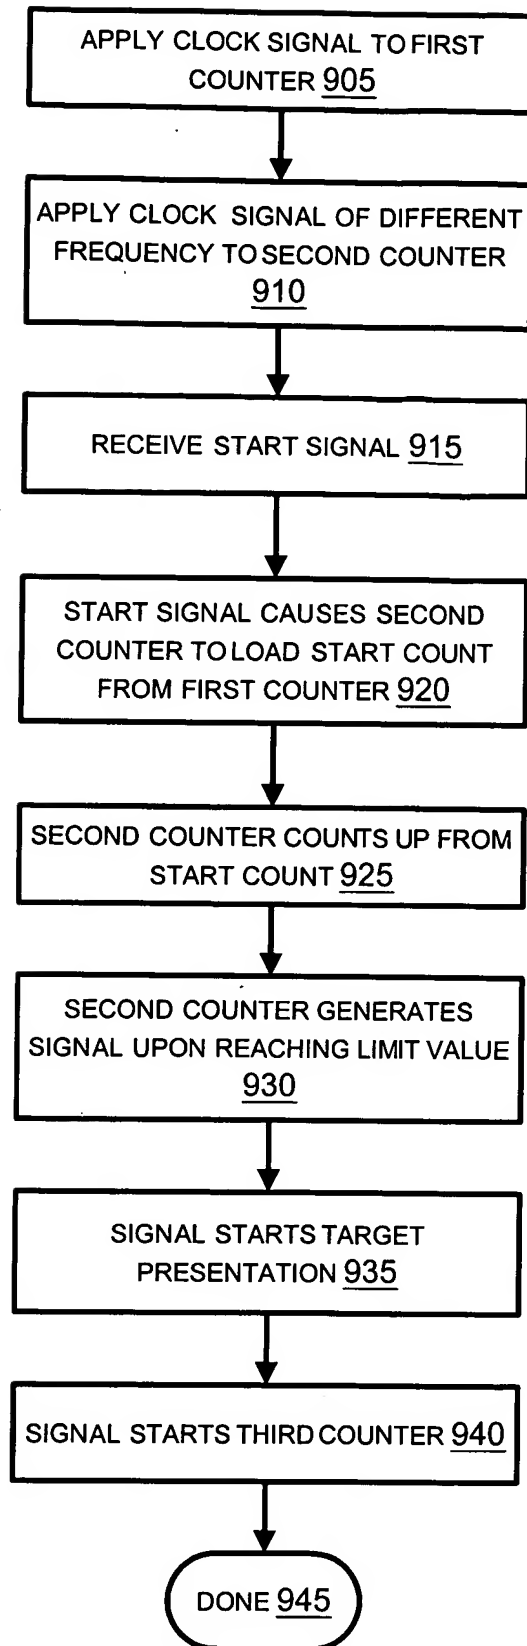 APPLY CLOCK SIGNAL TO FIRST
COUNTER 905
APPLY CLOCK SIGNAL OF DIFFERENT
FREQUENCY TO SECOND COUNTER
910
RECEIVE START SIGNAL 915
START SIGNAL CAUSES SECOND
COUNTER TO LOAD START COUNT
FROM FIRST COUNTER 920
SECOND COUNTER COUNTS UP FROM
START COUNT 925
SECOND COUNTER GENERATES
SIGNAL UPON REACHING LIMIT VALUE
930
SIGNAL STARTS TARGET
PRESENTATION 935
SIGNAL STARTS THIRD COUNTER 940
DONE 945